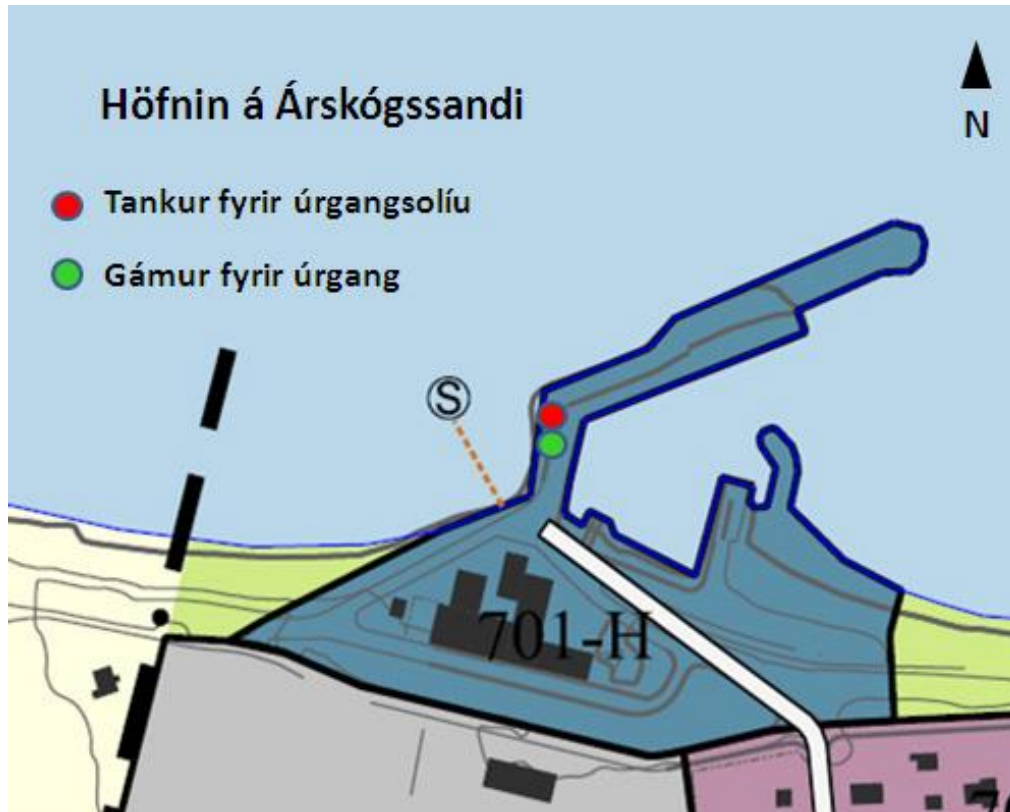 Höfnin á Árskógssandi
N
Tankur fyrir úrgangsolíu
Gámur fyrir úrgang
S
701-H